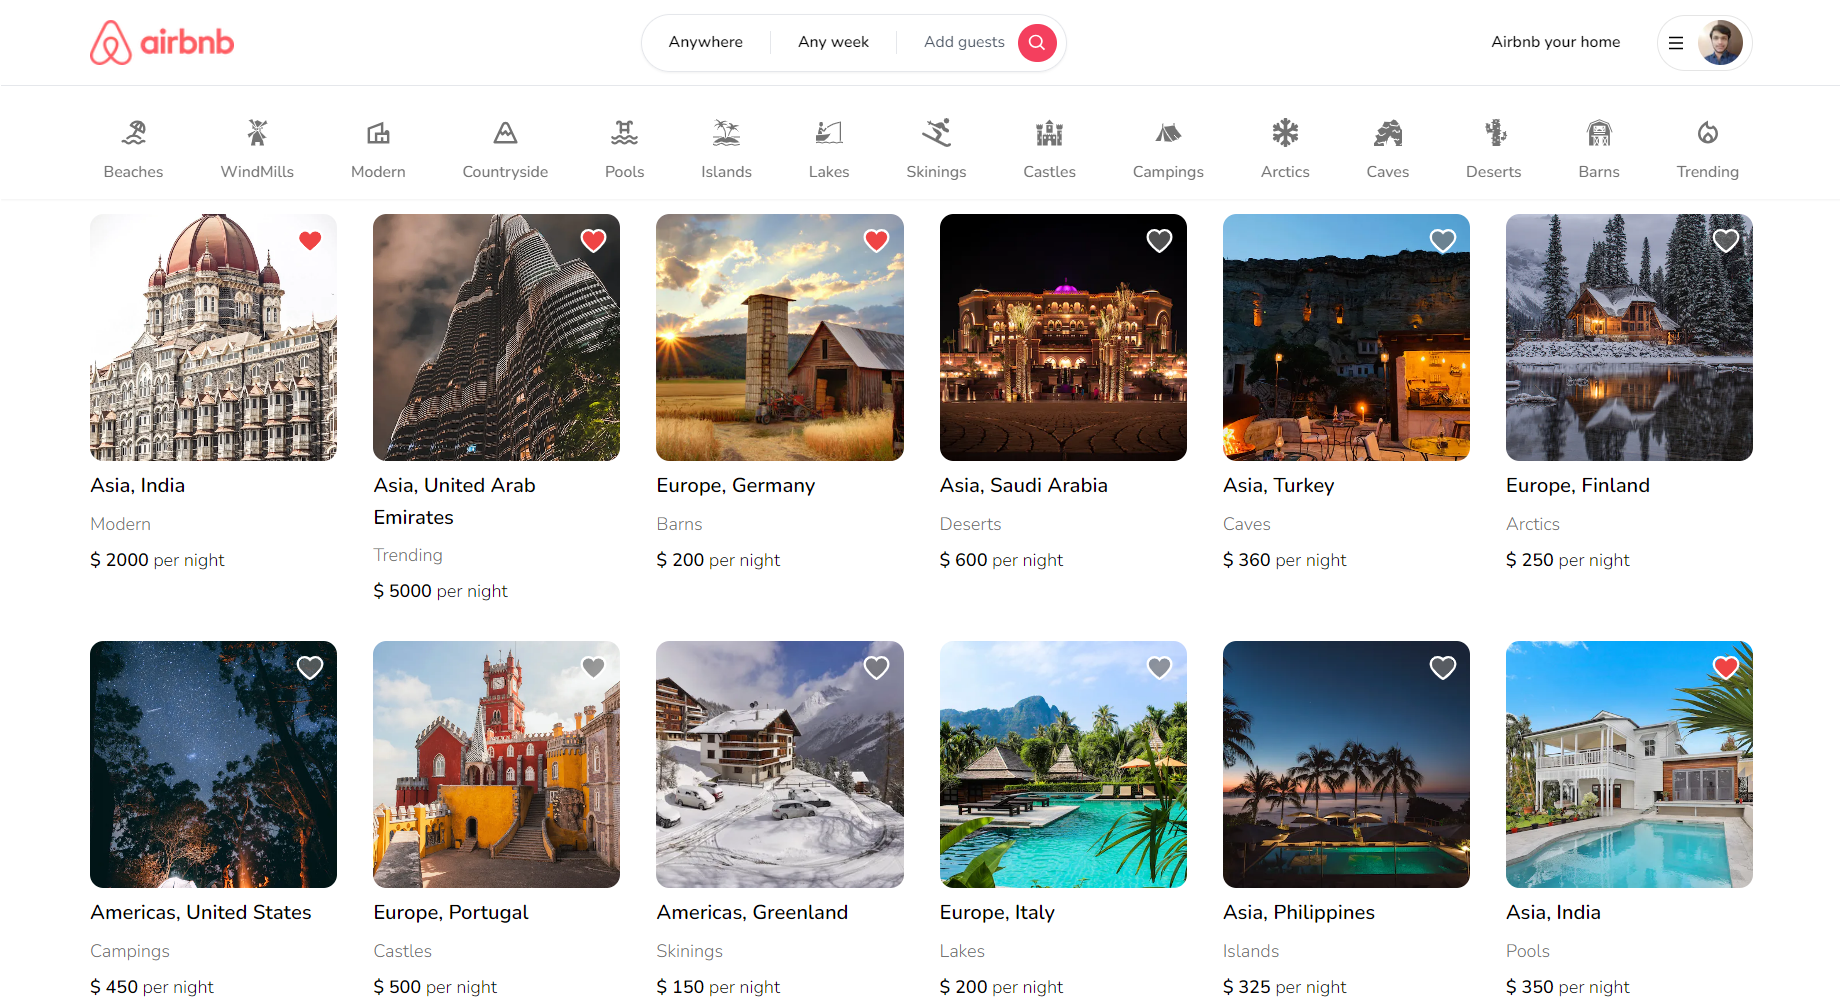 airbnb
Anywhere
Any week
Add guests
Airbnb your home
Beaches
WindMills
Modern
Countryside
Pools
Islands
Lakes
Skinings
Castles
Campings
Arctics
Caves
Deserts
Barns
Trending
Asia, India
Modern
$ 2000 per night
Asia, United Arab
Emirates
Trending
$ 5000 per night
Europe, Germany
Barns
$ 200 per night
Asia, Saudi Arabia
Deserts
$ 600 per night
Asia, Turkey
Caves
$ 360 per night
Europe, Finland
Arctics
$ 250 per night
Americas, United States
Campings
$ 450 per night
Europe, Portugal
Castles
$ 500 per night
Americas, Greenland
Skinings
$ 150 per night
Europe, Italy
Lakes
$ 200 per night
Asia, Philippines
Islands
$ 325 per night
Asia, India
Pools
$ 350 per night